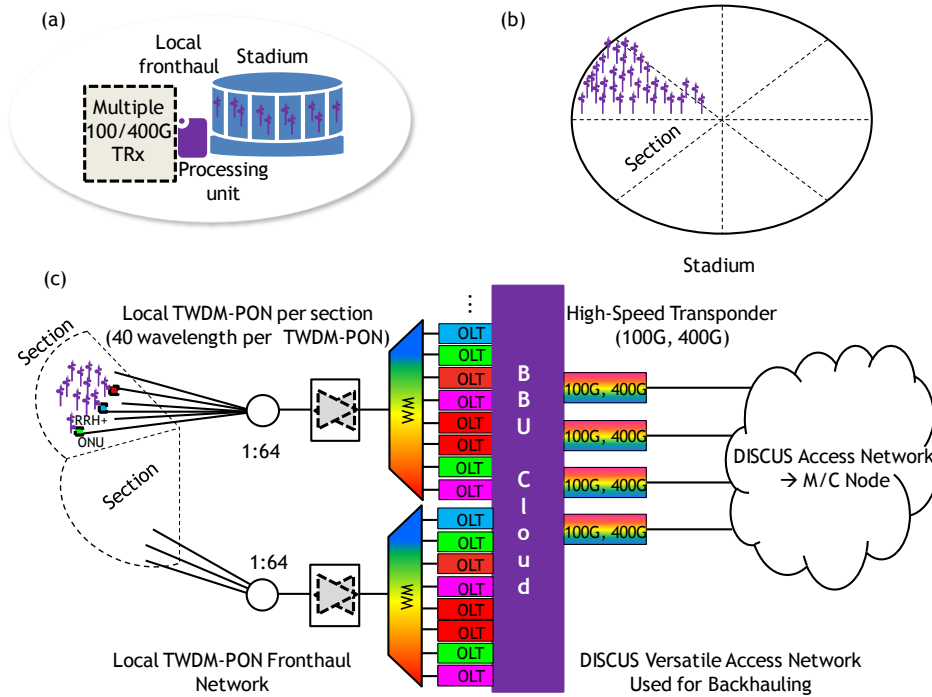 (a)
Local
fronthaul
Stadium
Multiple
100/400G
TRx
Processing
unit
(b)
Section
Stadium
(c)
Local TWDM-PON per section
(40 wavelength per TWDM-PON)
High-Speed Transponder
(100G, 400G)
Section
RRH+
ONU
1:64
WM
⋮
OLT
OLT
OLT
OLT
OLT
OLT
OLT
OLT
Section
1:64
WM
OLT
OLT
OLT
OLT
OLT
OLT
OLT
OLT
B
B
U
C
l
o
u
d
100G, 400G
100G, 400G
100G, 400G
100G, 400G
DISCUS Access Network
→ M/C Node
Local TWDM-PON Fronthaul
Network
DISCUS Versatile Access Network
Used for Backhauling